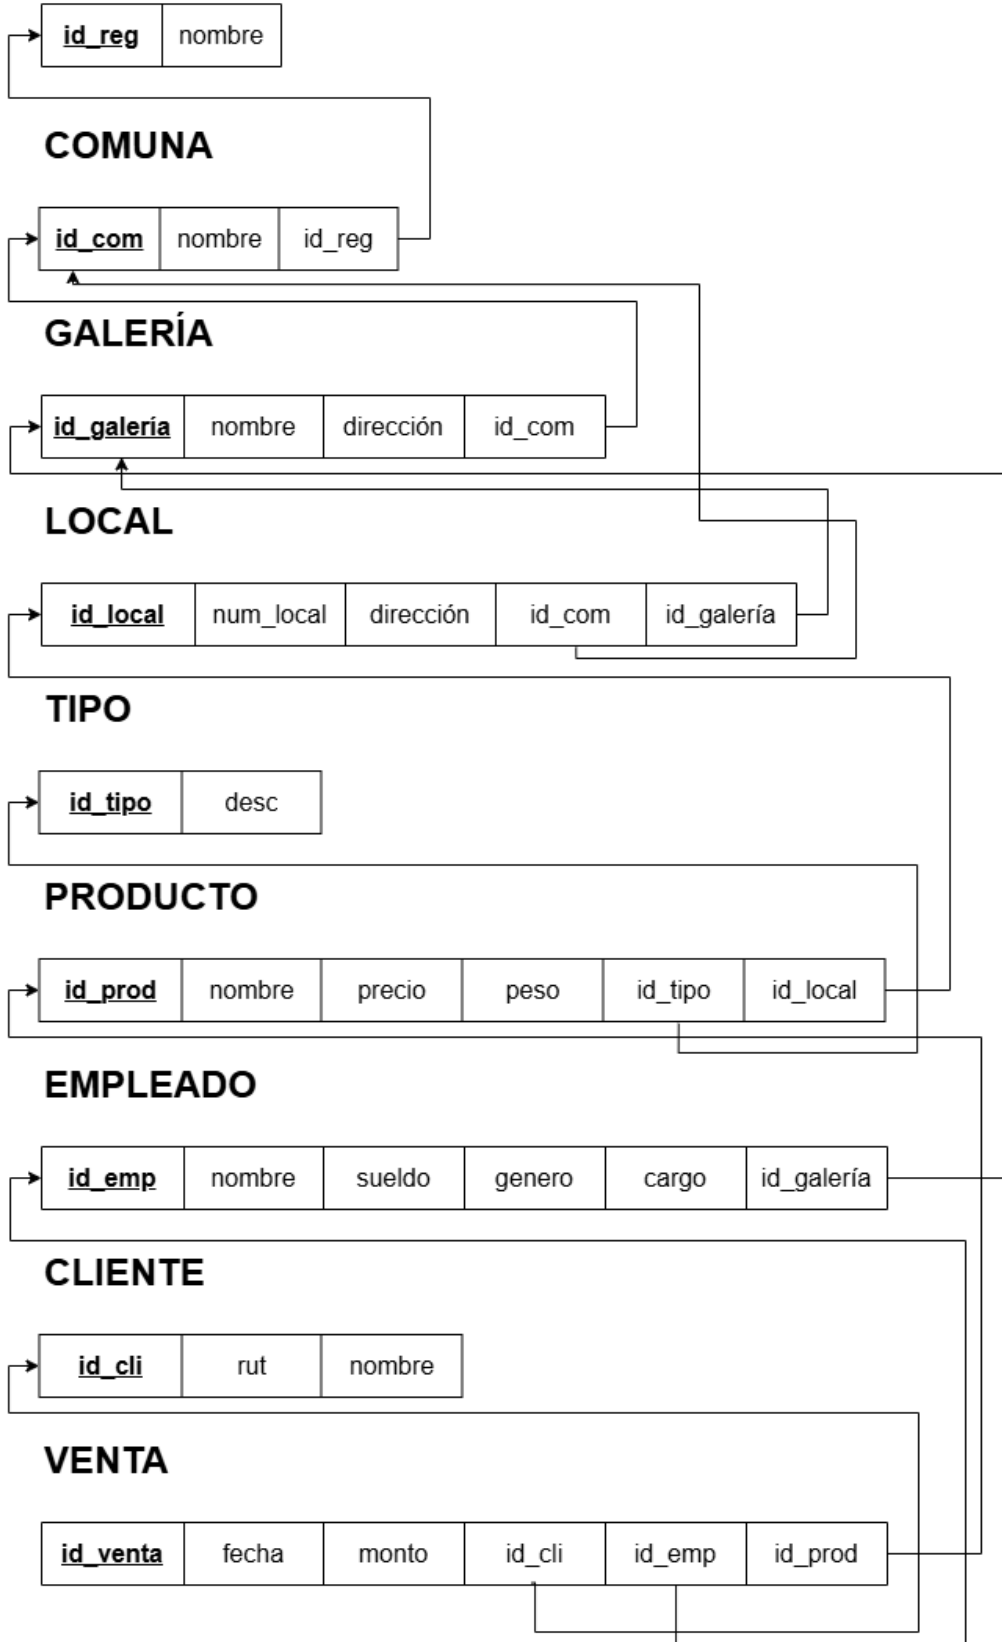 id_reg nombre
COMUNA
id_com nombre id_reg
GALERÍA
id_galería nombre dirección id_com
LOCAL
id_local num_local dirección id_com id_galería
TIPO
id_tipo desc
PRODUCTO
id_prod nombre precio peso id_tipo id_local
EMPLEADO
id_emp nombre sueldo genero cargo id_galería
CLIENTE
id_cli rut nombre
VENTA
id_venta fecha monto id_cli id_emp id_prod